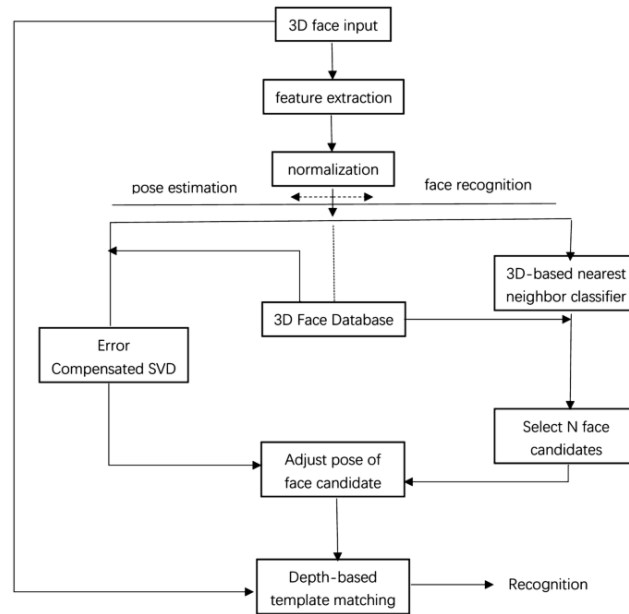 3D face input
feature extraction
normalization
pose estimation
face recognition
3D-based nearest
neighbor classifier
3D Face Database
Error
Compensated SVD
Select N face
candidates
Adjust pose of
face candidate
Depth-based
template matching
Recognition